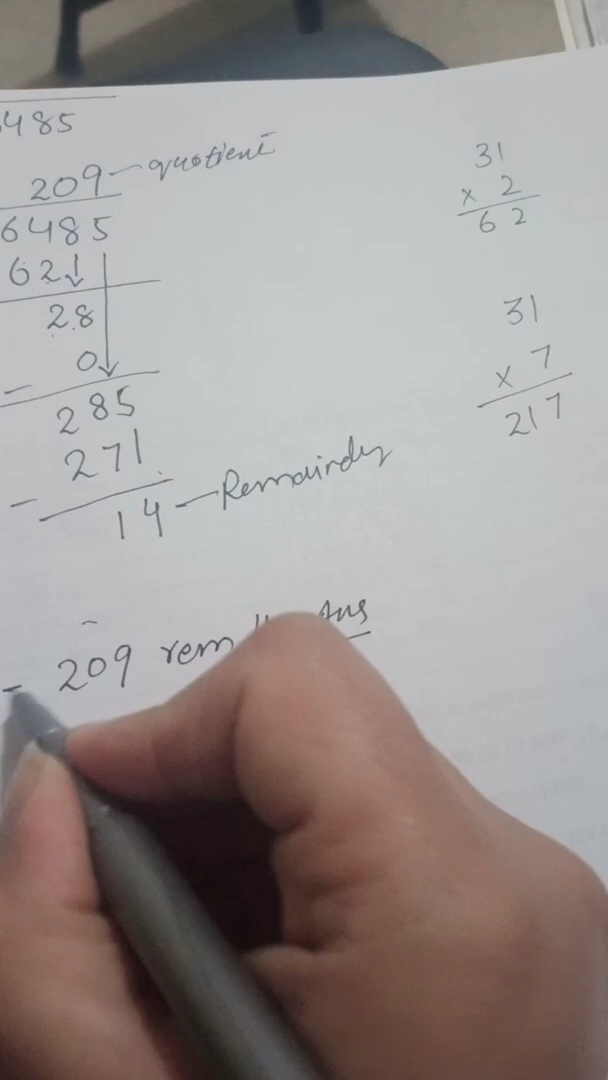 485
209 — quotient
6485
62
28
0
=
285
271
-
14 — Remainder
- 209 rem Ans
31
x 2
62
31
x 7
217